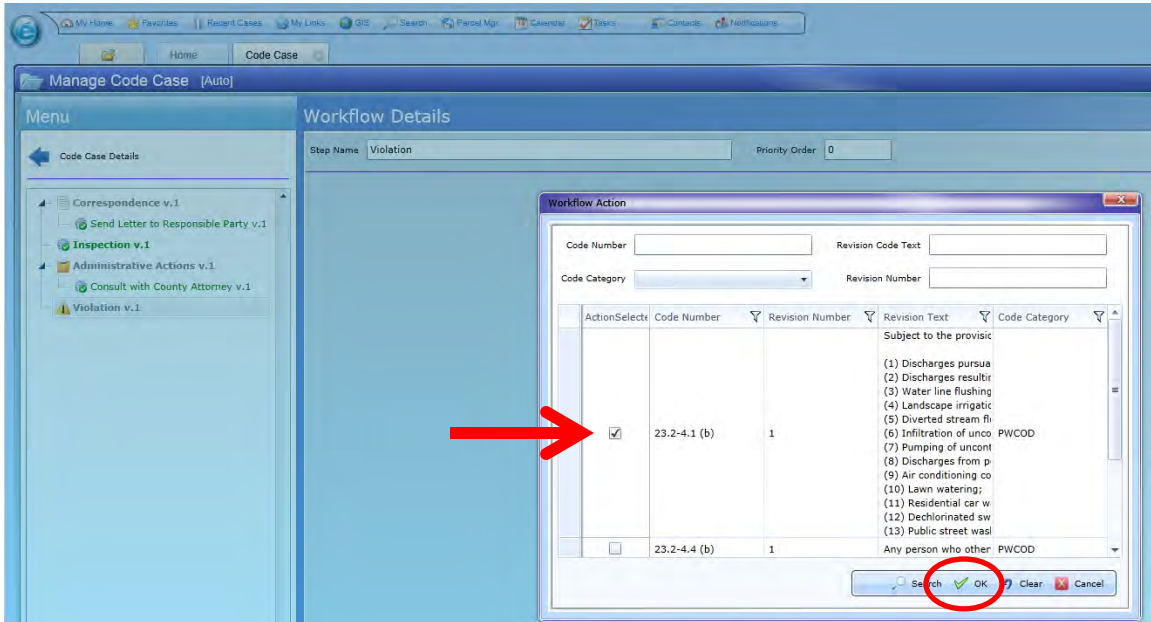 My Home Favorites Recent Cases My Links GIS Search Parcel Mgr Calendar Tasks Contacts Notifications
Home Code Case
Manage Code Case [Auto]
Menu
Workflow Details
Code Case Details
Step Name Violation Priority Order 0
Correspondence v.1
Send Letter to Responsible Party v.1
Inspection v.1
Administrative Actions v.1
Consult with County Attorney v.1
Violation v.1
Workflow Action
Code Number Revision Code Text
Code Category Revision Number
ActionSelecte Code Number Revision Number Revision Text Code Category
Subject to the provisic
(1) Discharges pursua
(2) Discharges resultir
(3) Water line flushing
(4) Landscape irrigatic
(5) Diverted stream fl
23.2-4.1 (b) 1 (6) Infiltration of unco PWCOD
(7) Pumping of uncont
(8) Discharges from p
(9) Air conditioning co
(10) Lawn watering;
(11) Residential car w
(12) Dechlorinated sw
(13) Public street wasl
23.2-4.4 (b) 1 Any person who other PWCOD
Search OK Clear Cancel